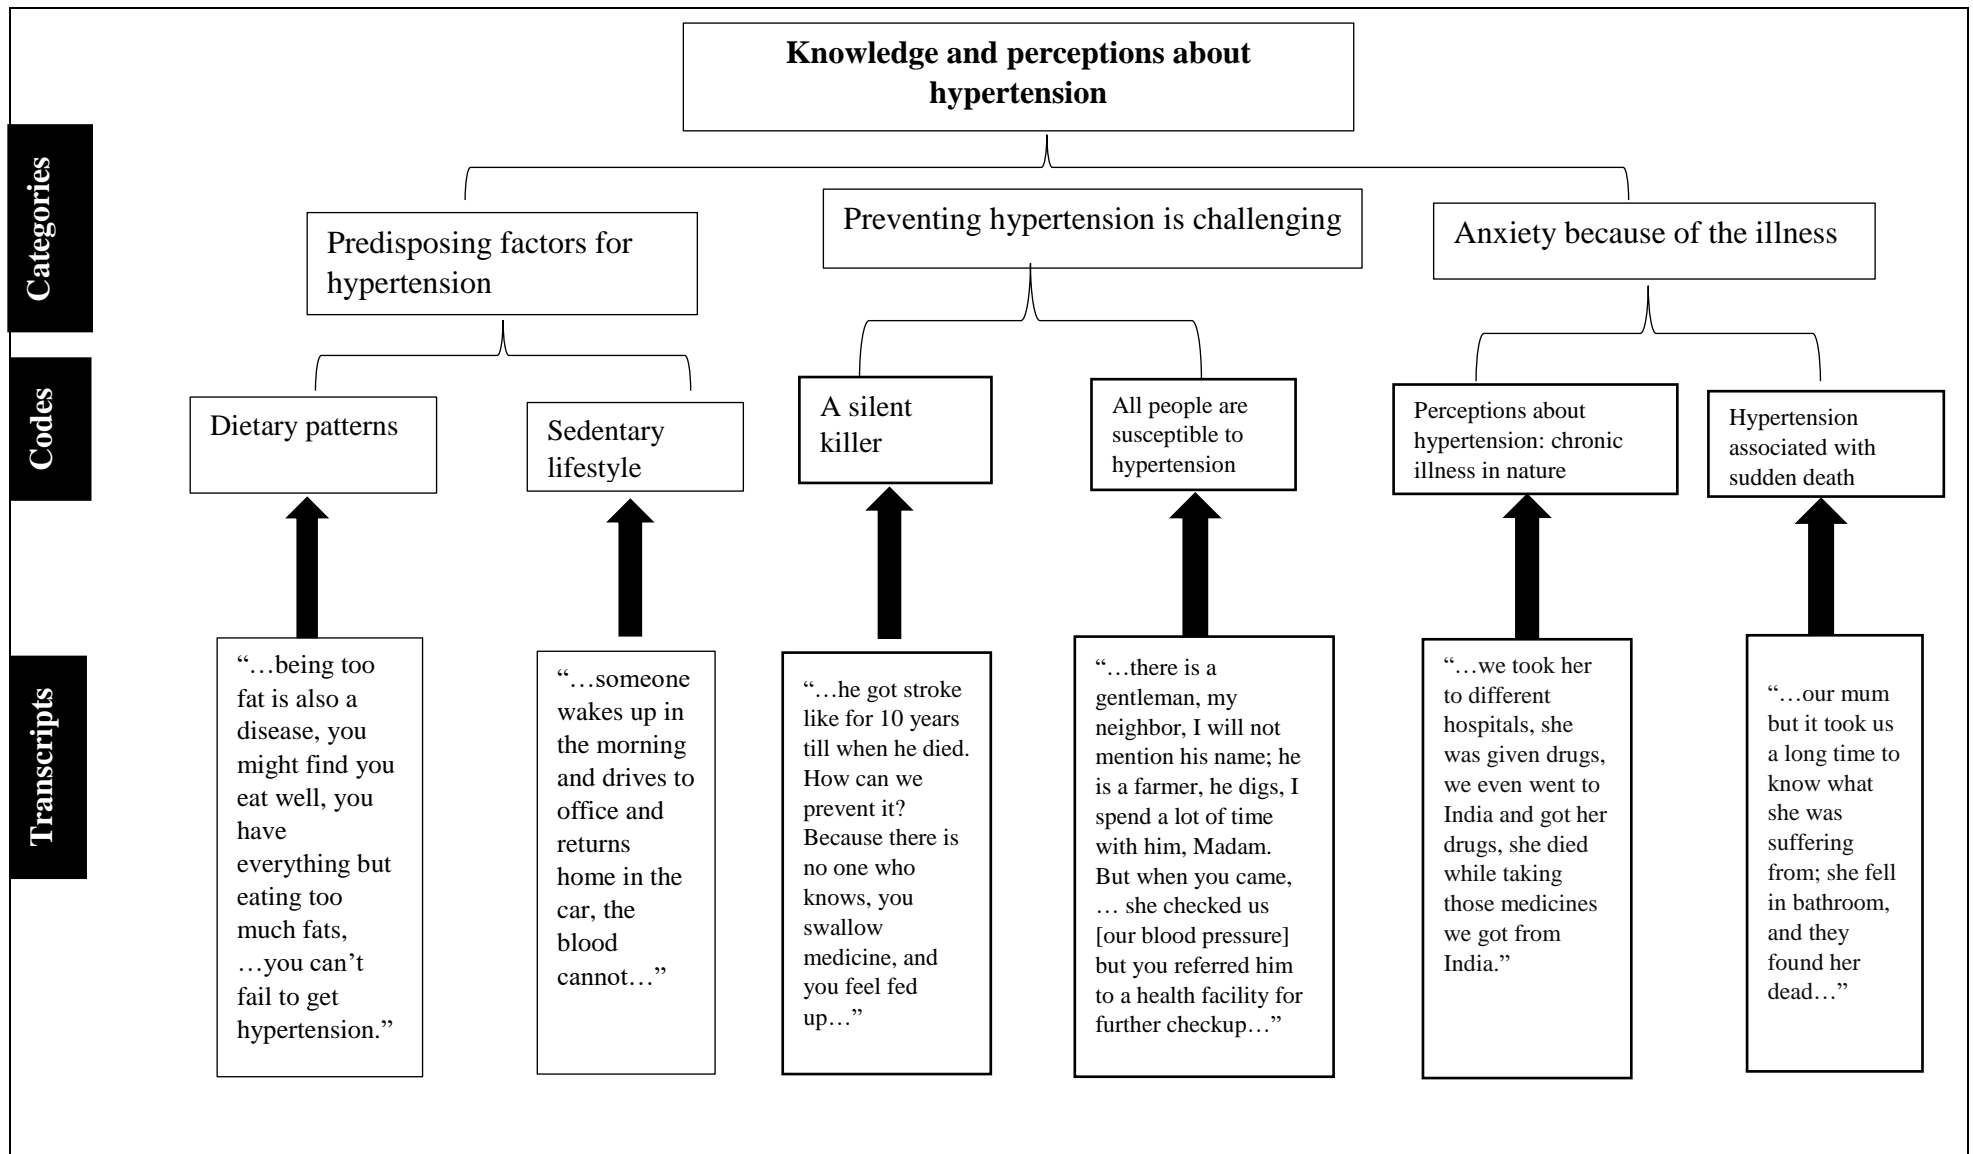 Knowledge and perceptions about
hypertension
Categories
Predisposing factors for
hypertension
Preventing hypertension is challenging
Anxiety because of the illness
Codes
Dietary patterns
Sedentary
lifestyle
A silent
killer
All people are
susceptible to
hypertension
Perceptions about
hypertension: chronic
illness in nature
Hypertension
associated with
sudden death
Transcripts
“…being too
fat is also a
disease, you
might find you
eat well, you
have
everything but
eating too
much fats,
…you can’t
fail to get
hypertension.”
“…someone
wakes up in
the morning
and drives to
office and
returns
home in the
car, the
blood
cannot…”
“…he got stroke
like for 10 years
till when he died.
How can we
prevent it?
Because there is
no one who
knows, you
swallow
medicine, and
you feel fed
up…”
“…there is a
gentleman, my
neighbor, I will not
mention his name; he
is a farmer, he digs, I
spend a lot of time
with him, Madam.
But when you came,
… she checked us
[our blood pressure]
but you referred him
to a health facility for
further checkup…”
“…we took her
to different
hospitals, she
was given drugs,
we even went to
India and got her
drugs, she died
while taking
those medicines
we got from
India.”
“…our mum
but it took us
a long time to
know what
she was
suffering
from; she fell
in bathroom,
and they
found her
dead…”